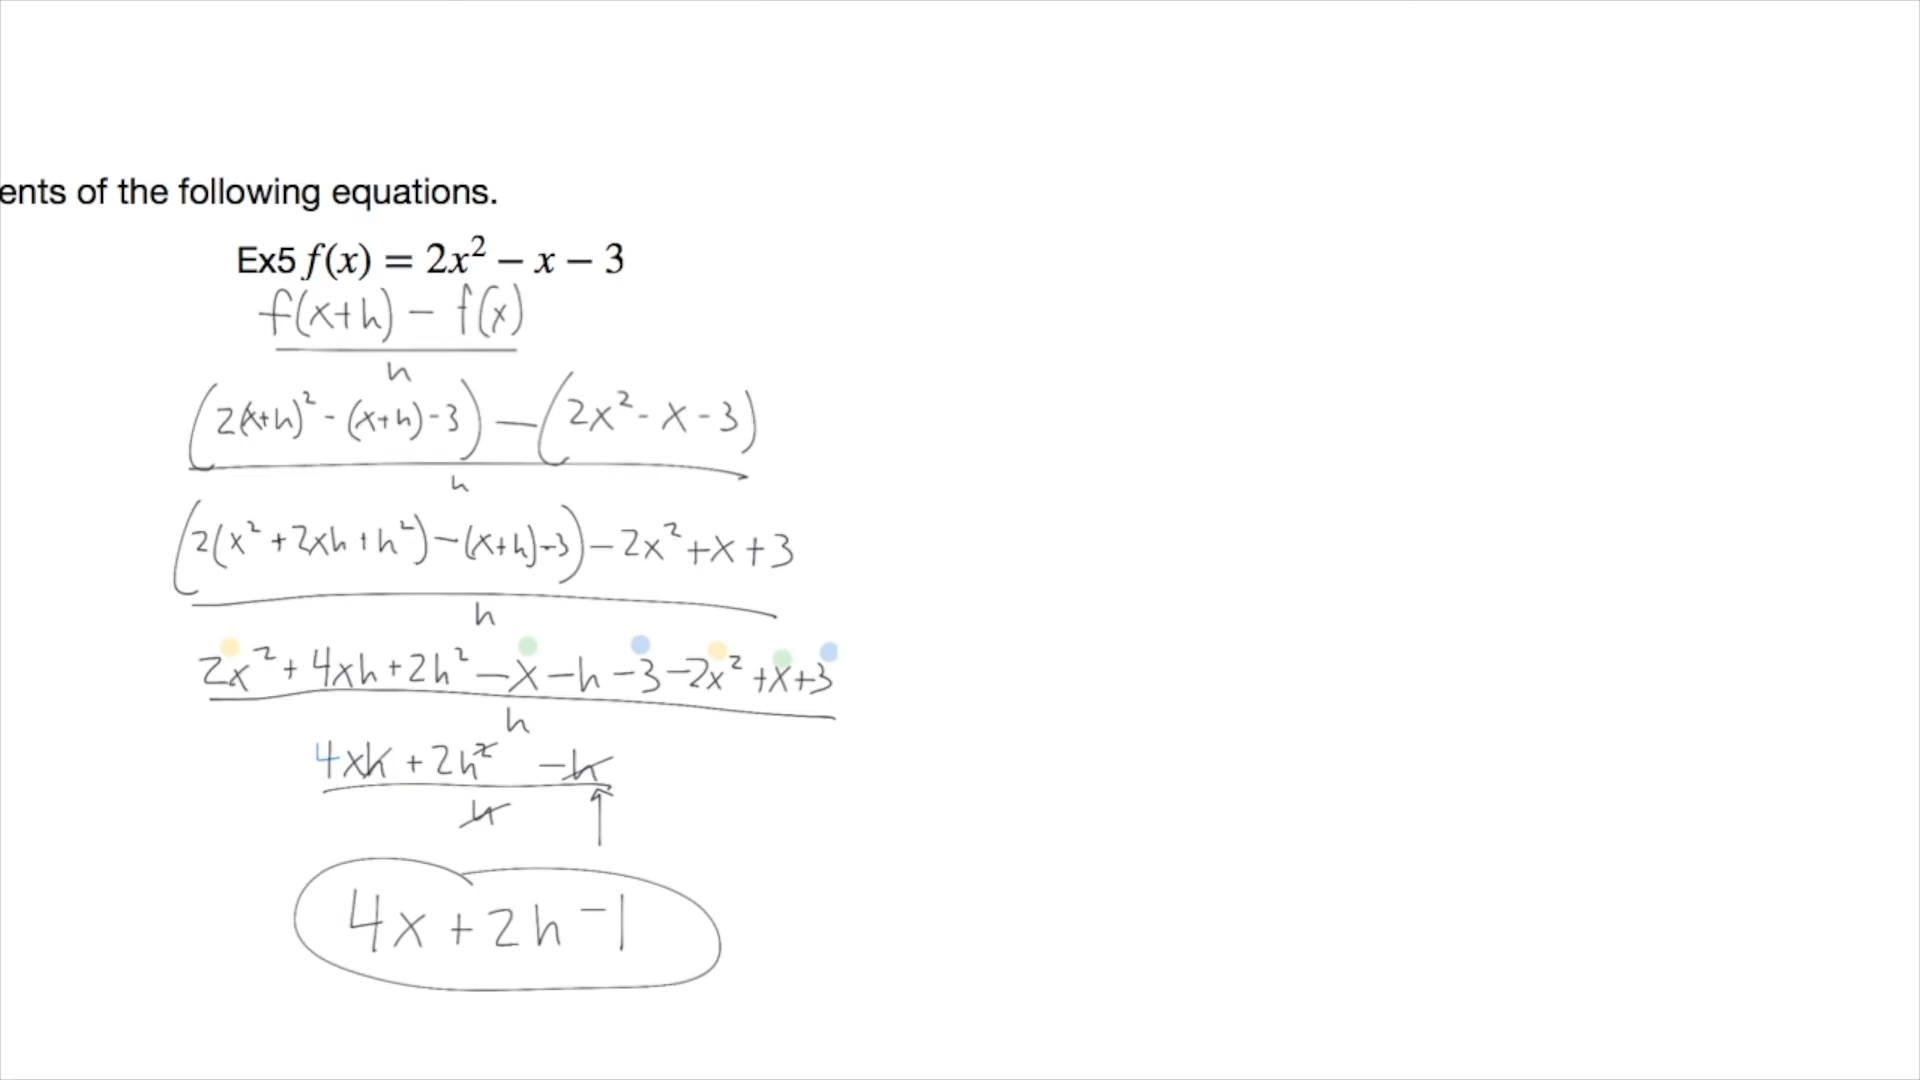 ents of the following equations.
Ex5 f(x) = 2x² − x − 3
f(x+h) − f(x)
h
(2(x+h)² - (x+h) - 3) − (2x² - x - 3)
h
(2(x² + 2xh + h²) − (x+h) - 3) − 2x² + x + 3
h
2x² + 4xh + 2h² − x − h − 3 − 2x² + x + 3
h
4xh + 2h² − h
h
4x + 2h − 1